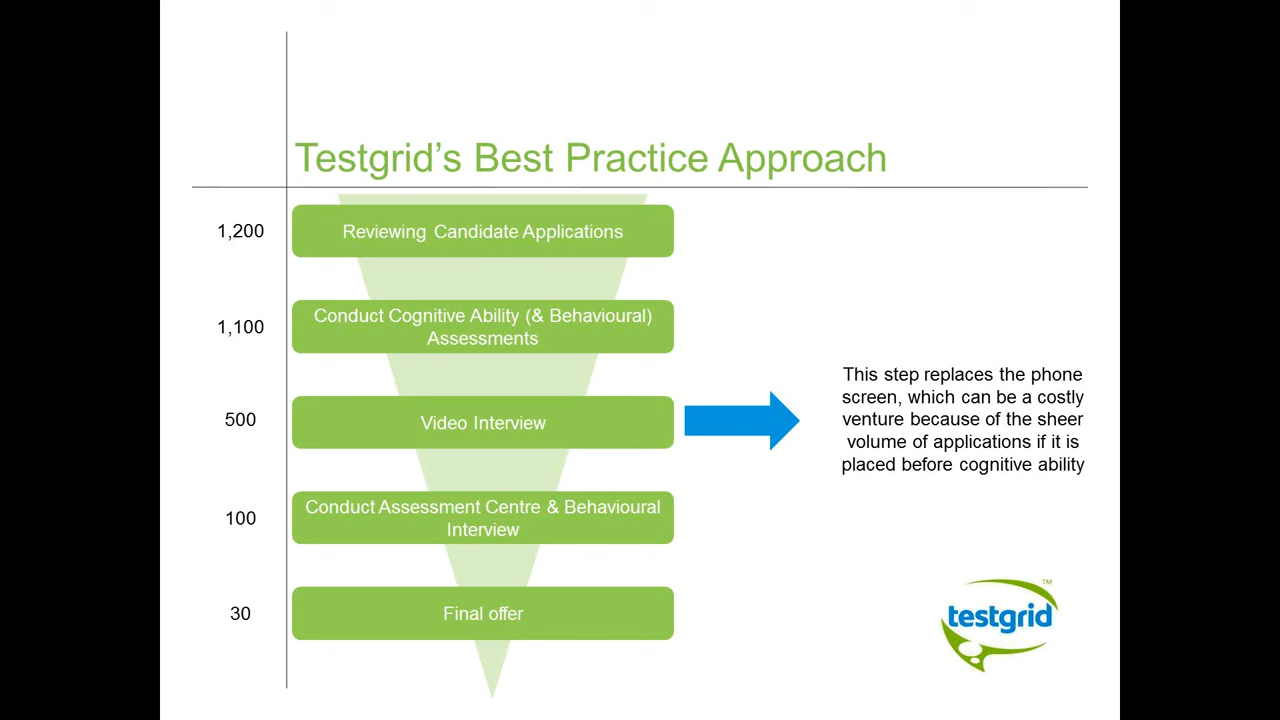 Testgrid's Best Practice Approach
1,200
Reviewing Candidate Applications
1,100
Conduct Cognitive Ability (& Behavioural)
Assessments
500
Video Interview
This step replaces the phone
screen, which can be a costly
venture because of the sheer
volume of applications if it is
placed before cognitive ability
100
Conduct Assessment Centre & Behavioural
Interview
30
Final offer
testgrid™